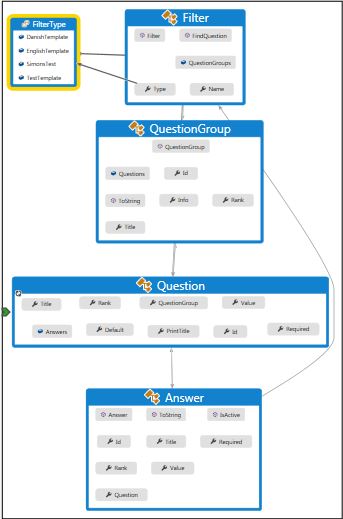 FilterType
DanishTemplate
EnglishTemplate
SimonsTest
TestTemplate
Filter
Filter FindQuestion
QuestionGroups
Type Name
QuestionGroup
QuestionGroup
Questions Id
ToString Info Rank
Title
Question
Title Rank QuestionGroup Value
Answers Default PrintTitle Id Required
Answer
Answer ToString IsActive
Id Title Required
Rank Value
Question